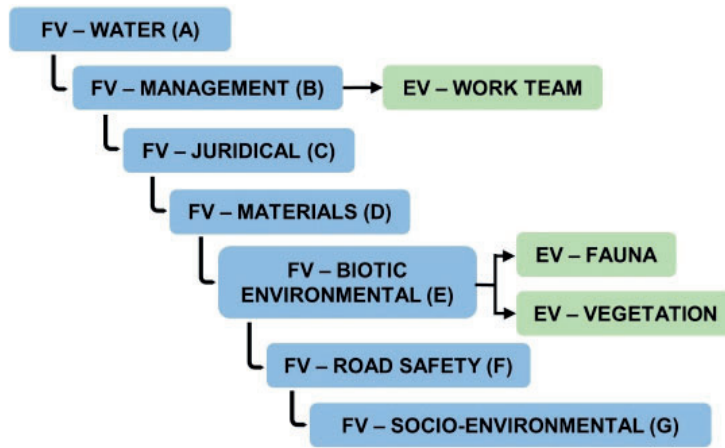 FV – WATER (A)
FV – MANAGEMENT (B)
EV – WORK TEAM
FV – JURIDICAL (C)
FV – MATERIALS (D)
FV – BIOTIC
ENVIRONMENTAL (E)
EV – FAUNA
EV – VEGETATION
FV – ROAD SAFETY (F)
FV – SOCIO-ENVIRONMENTAL (G)